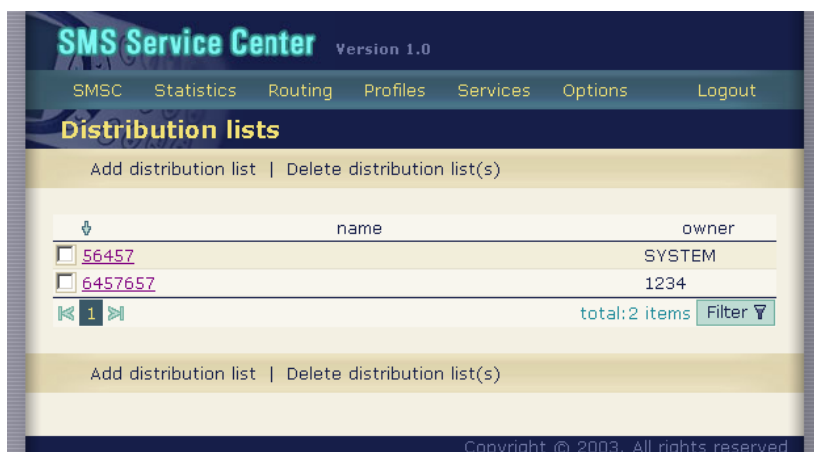 SMS Service Center Version 1.0
SMSC Statistics Routing Profiles Services Options Logout
Distribution lists
Add distribution list | Delete distribution list(s)
name owner
56457 SYSTEM
6457657 1234
1 total:2 items Filter
Add distribution list | Delete distribution list(s)
Copyright © 2003. All rights reserved